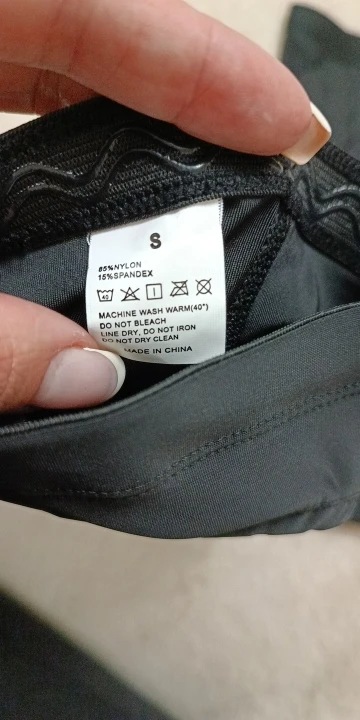 S
85%NYLON
15%SPANDEX
40
MACHINE WASH WARM(40°)
DO NOT BLEACH
LINE DRY, DO NOT IRON
DO NOT DRY CLEAN
MADE IN CHINA